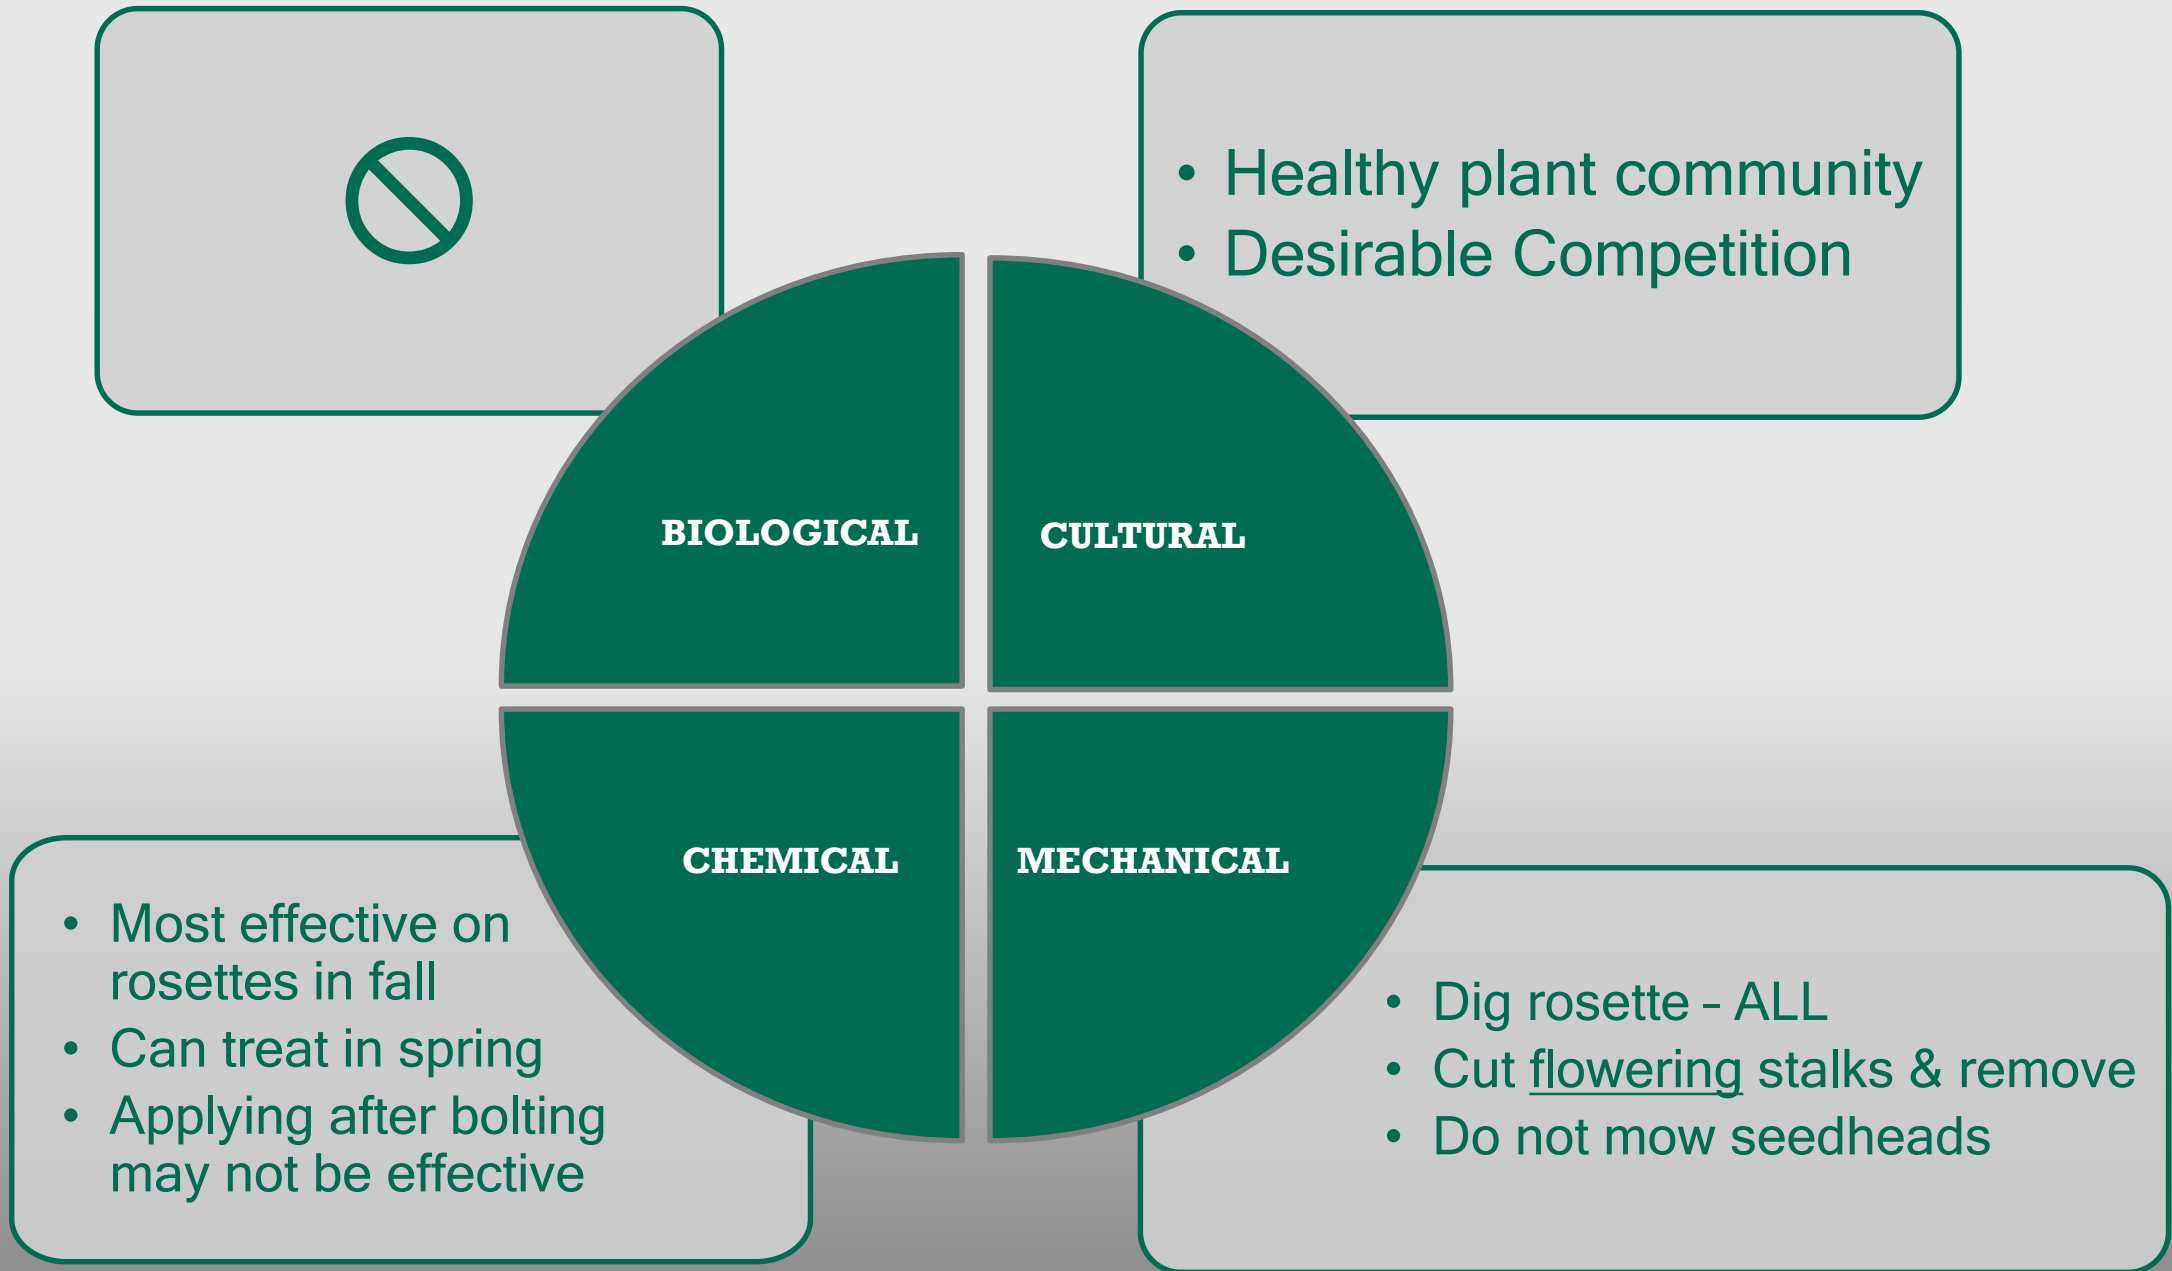 • Healthy plant community
• Desirable Competition
BIOLOGICAL
CULTURAL
CHEMICAL
MECHANICAL
• Most effective on
rosettes in fall
• Can treat in spring
• Applying after bolting
may not be effective
• Dig rosette – ALL
• Cut flowering stalks & remove
• Do not mow seedheads